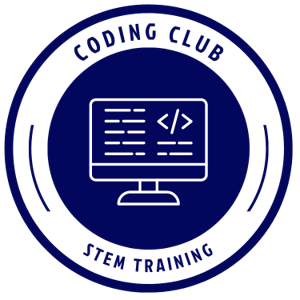 CODING CLUB
</>
STEM TRAINING